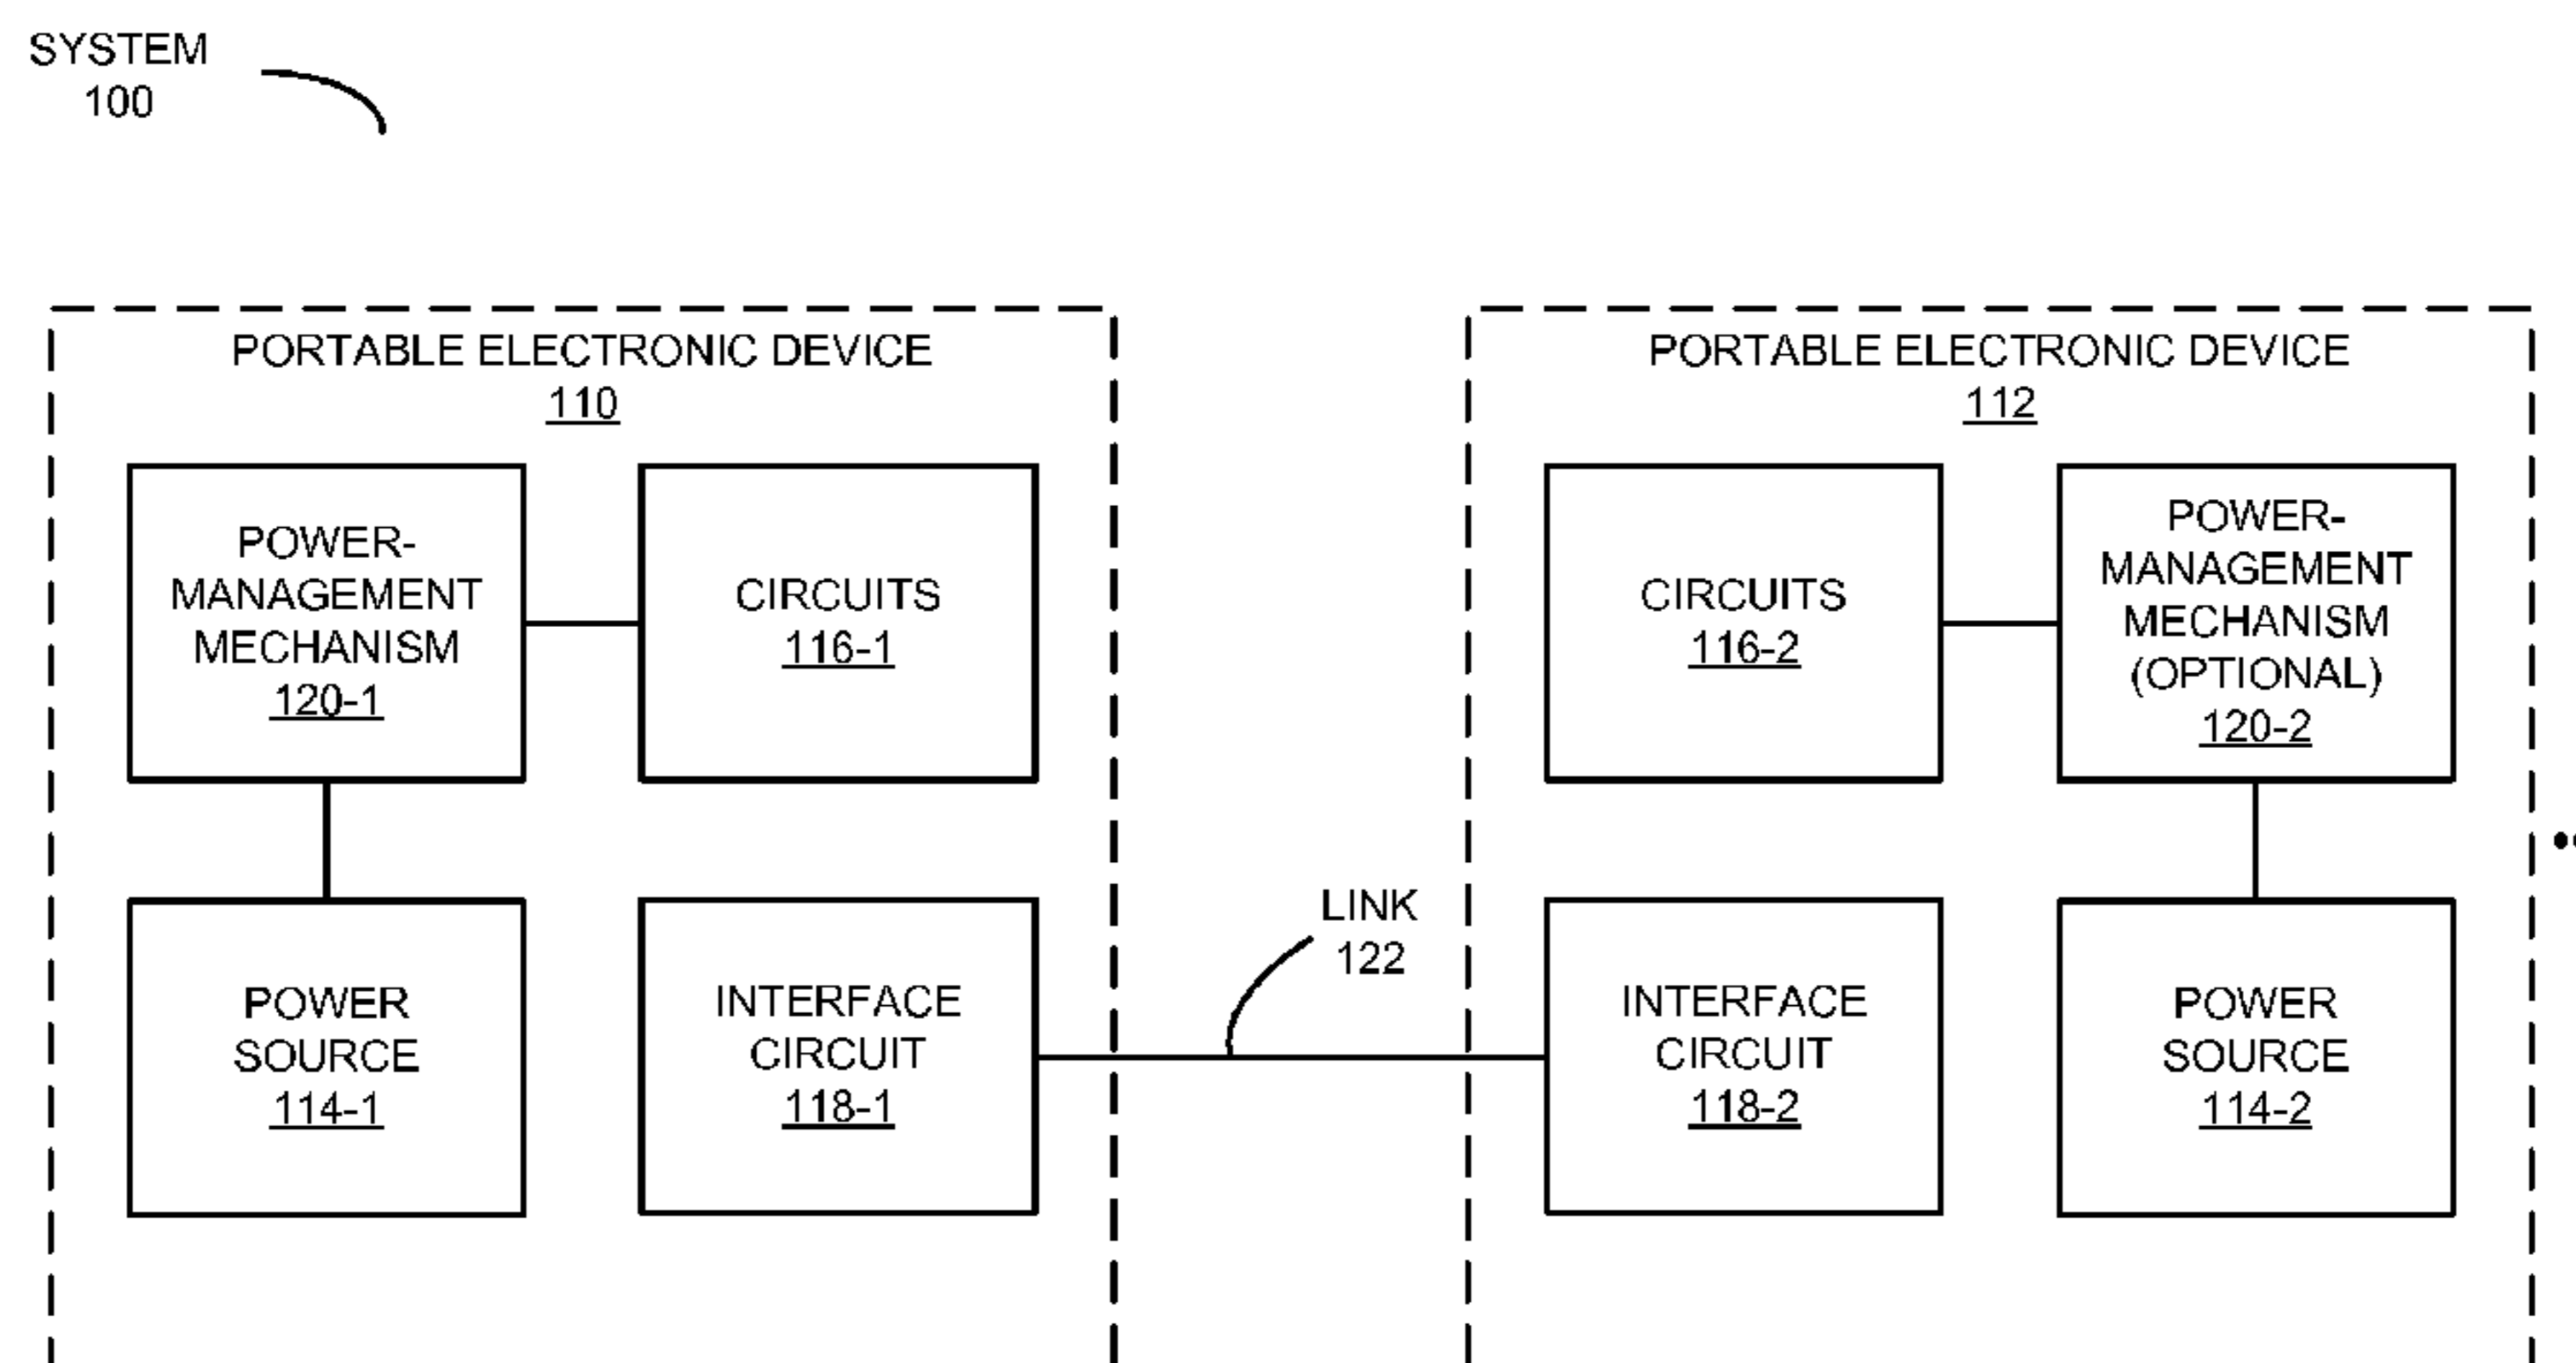 SYSTEM
100
PORTABLE ELECTRONIC DEVICE
110
POWER-
MANAGEMENT
MECHANISM
120-1
CIRCUITS
116-1
POWER
SOURCE
114-1
INTERFACE
CIRCUIT
118-1
LINK
122
PORTABLE ELECTRONIC DEVICE
112
CIRCUITS
116-2
POWER-
MANAGEMENT
MECHANISM
(OPTIONAL)
120-2
INTERFACE
CIRCUIT
118-2
POWER
SOURCE
114-2